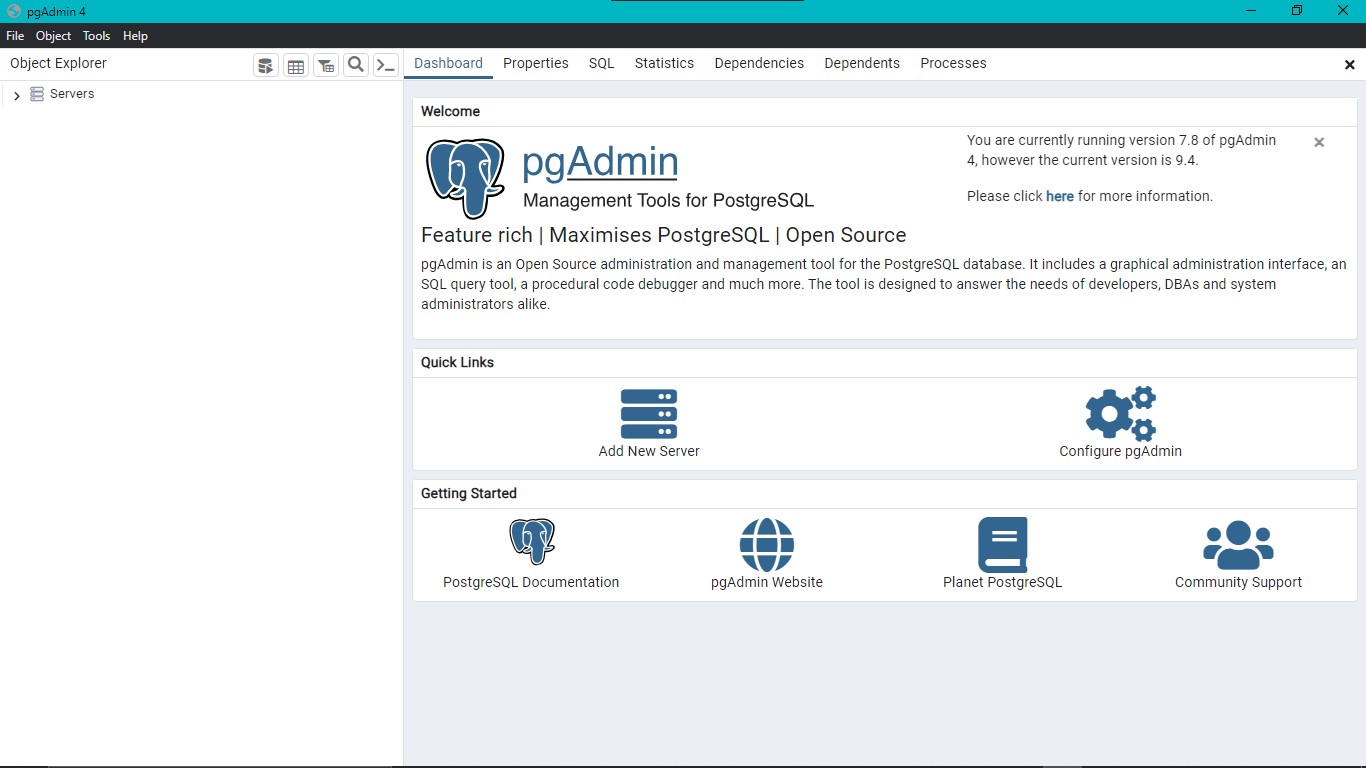 pgAdmin 4
File Object Tools Help
Object Explorer
Dashboard Properties SQL Statistics Dependencies Dependents Processes
Servers
Welcome
pgAdmin
Management Tools for PostgreSQL
You are currently running version 7.8 of pgAdmin
4, however the current version is 9.4.
Please click here for more information.
Feature rich | Maximises PostgreSQL | Open Source
pgAdmin is an Open Source administration and management tool for the PostgreSQL database. It includes a graphical administration interface, an
SQL query tool, a procedural code debugger and much more. The tool is designed to answer the needs of developers, DBAs and system
administrators alike.
Quick Links
Add New Server
Configure pgAdmin
Getting Started
PostgreSQL Documentation
pgAdmin Website
Planet PostgreSQL
Community Support